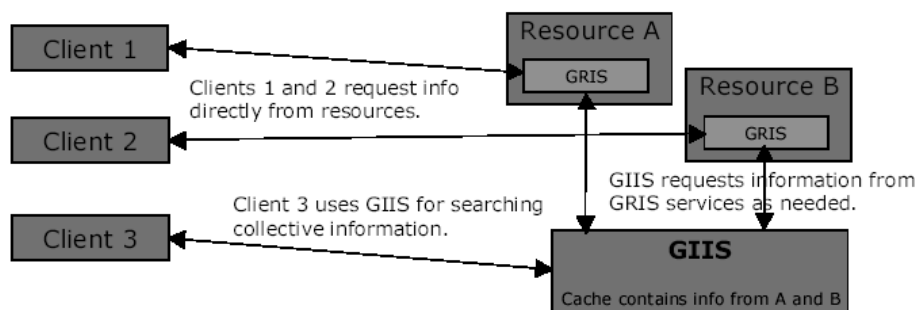 Client 1
Resource A
GRIS
Clients 1 and 2 request info
directly from resources.
Resource B
GRIS
Client 2
GIIS requests information from
GRIS services as needed.
Client 3 uses GIIS for searching
collective information.
Client 3
GIIS
Cache contains info from A and B